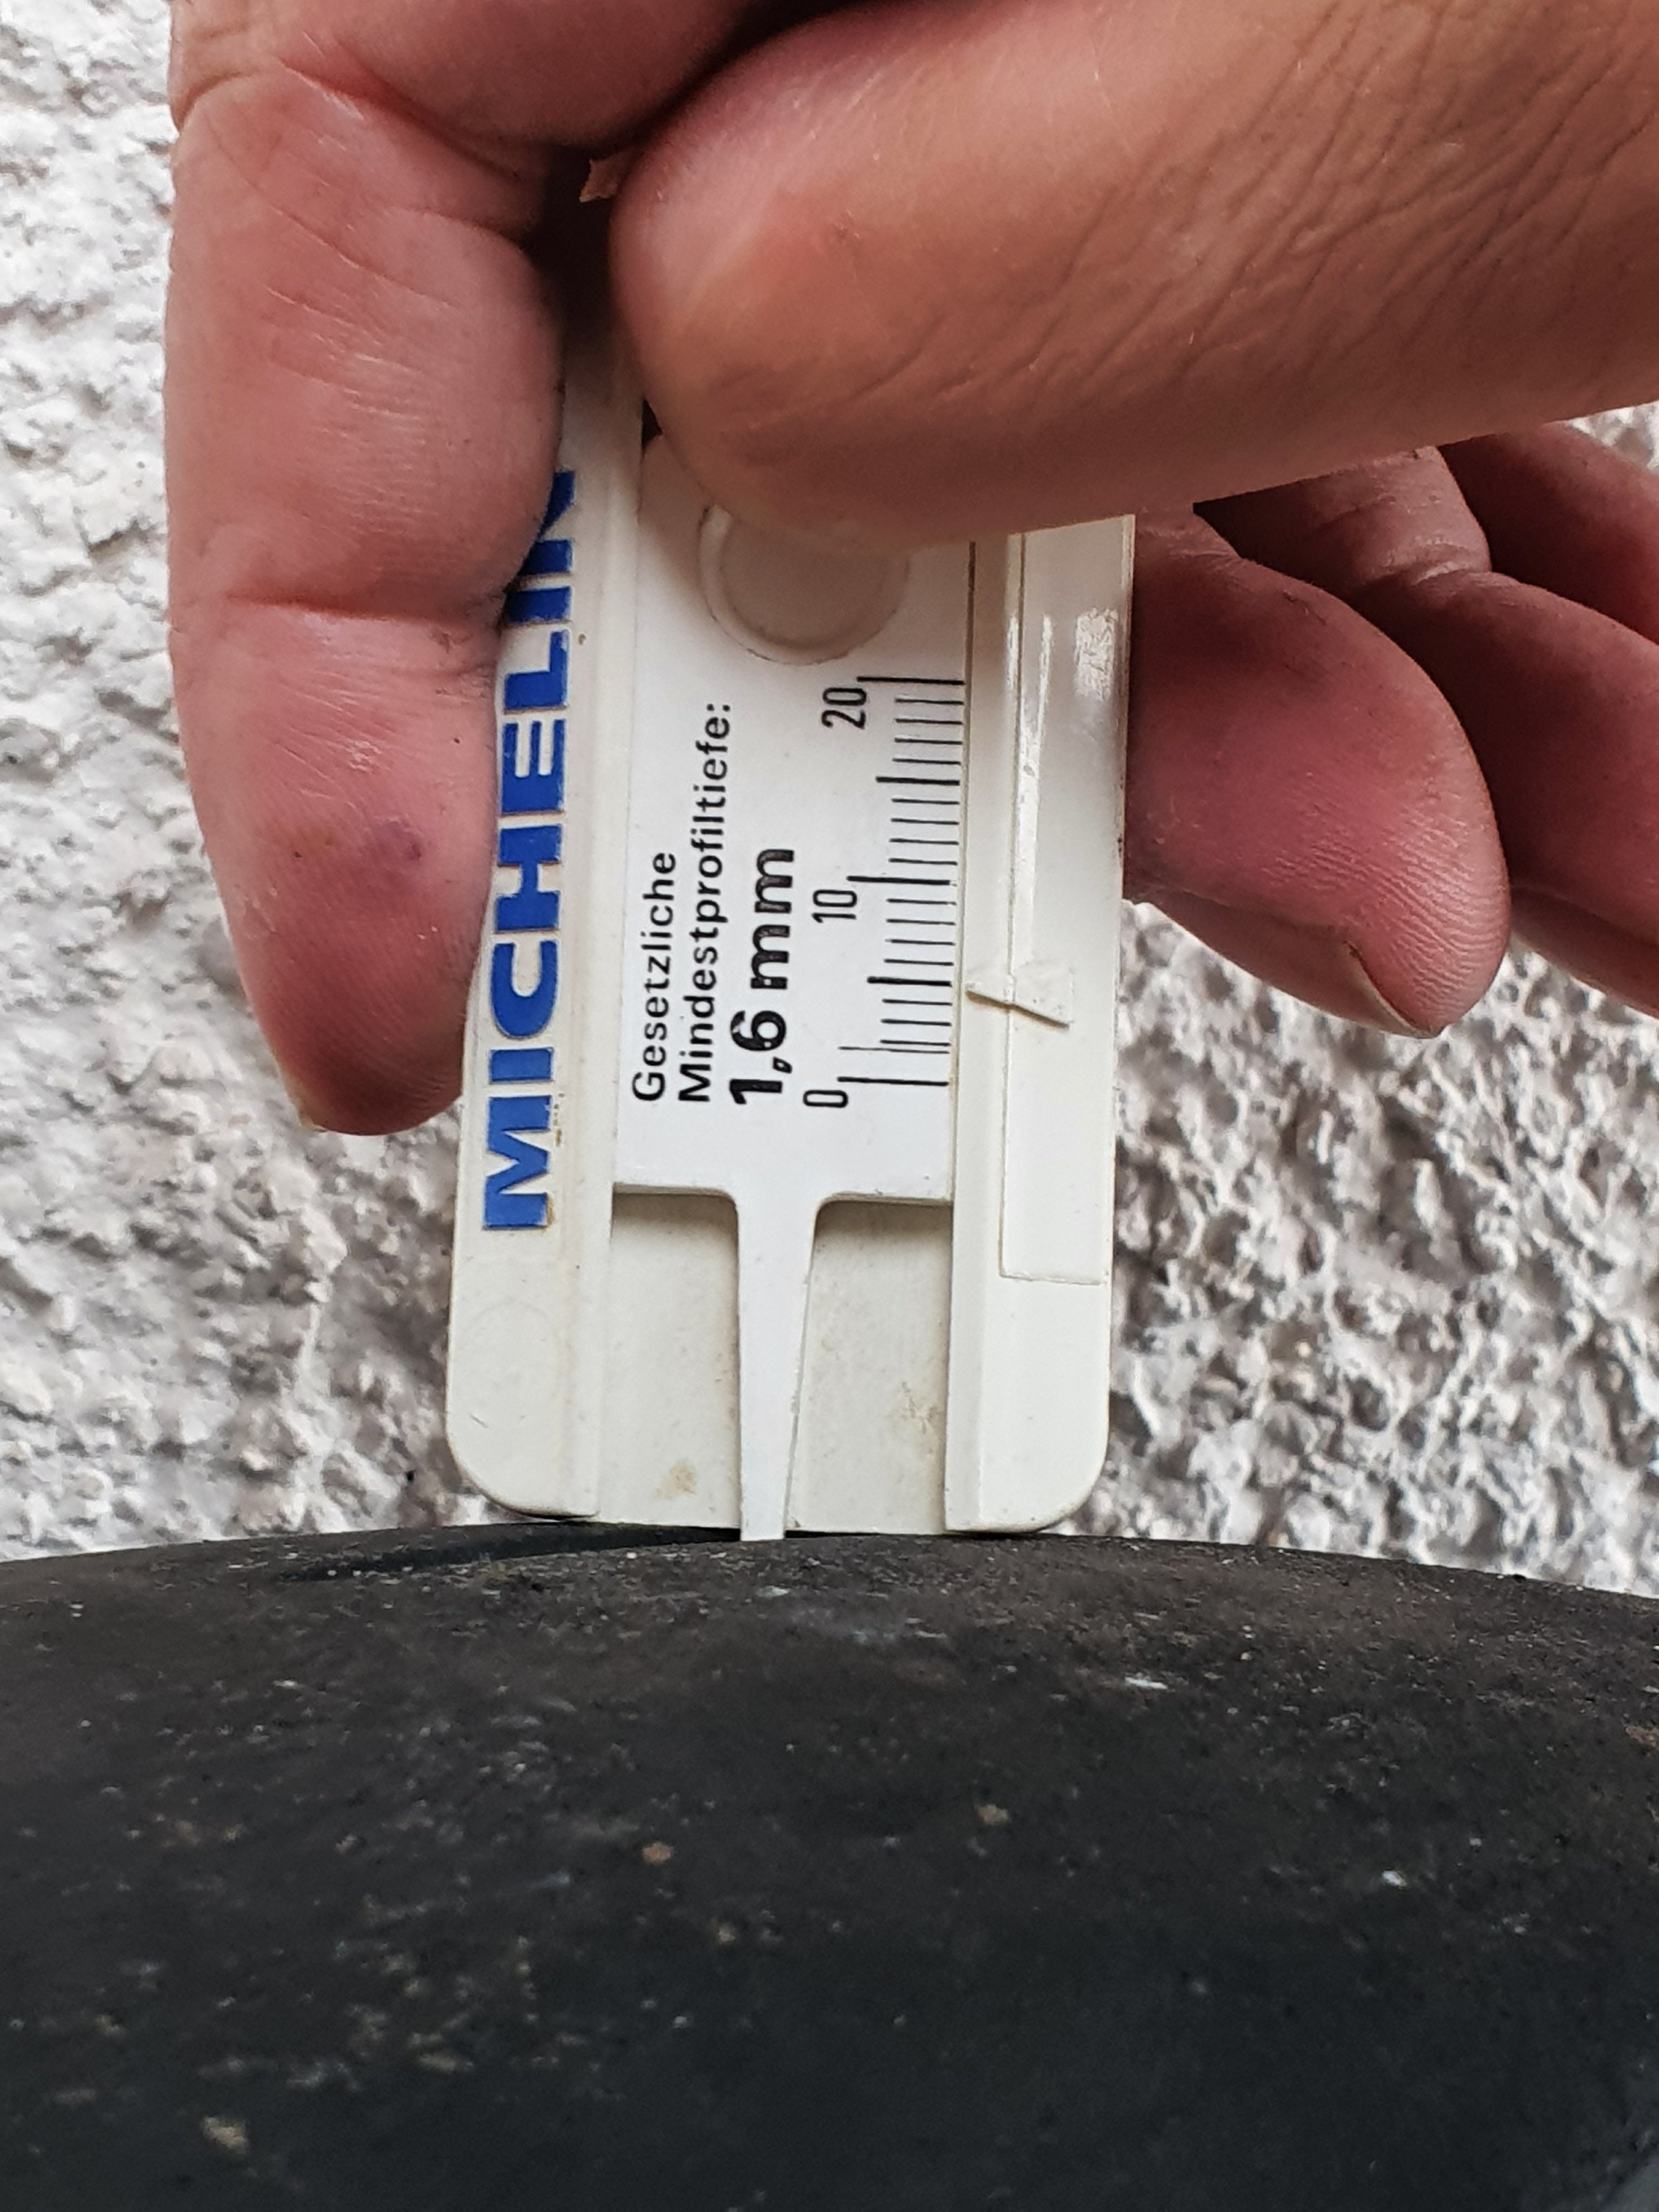 MICHELIN
Gesetzliche
Mindestprofiltiefe:
1,6 mm
0 10 20